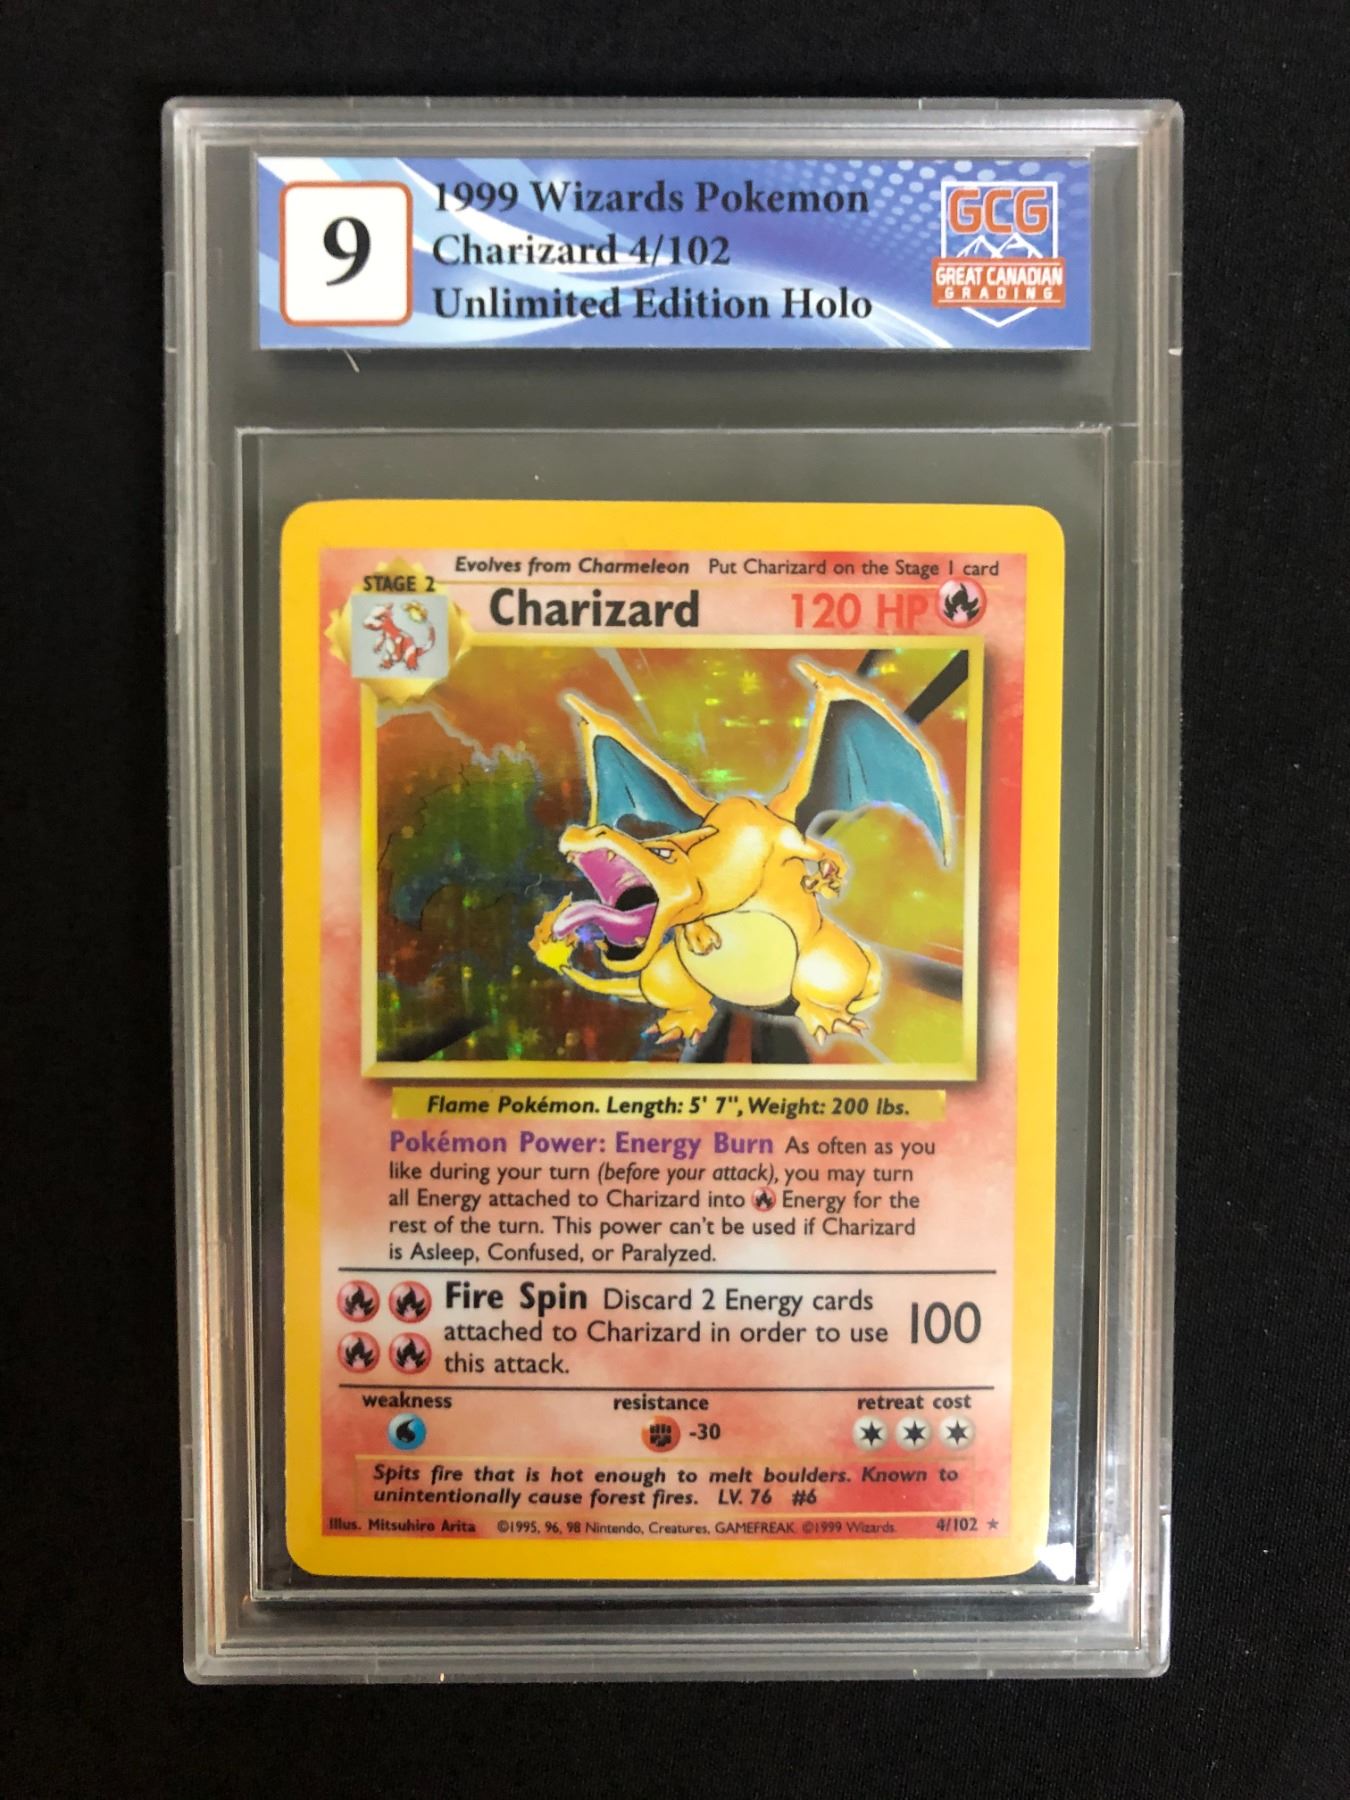 9
1999 Wizards Pokemon
Charizard 4/102
Unlimited Edition Holo
GCG
GREAT CANADIAN
GRADING
Evolves from Charmeleon Put Charizard on the Stage 1 card
STAGE 2
Charizard 120 HP
Flame Pokémon. Length: 5' 7", Weight: 200 lbs.
Pokémon Power: Energy Burn As often as you
like during your turn (before your attack), you may turn
all Energy attached to Charizard into Energy for the
rest of the turn. This power can't be used if Charizard
is Asleep, Confused, or Paralyzed.
Fire Spin Discard 2 Energy cards
attached to Charizard in order to use
this attack.
100
weakness resistance retreat cost
-30
Spits fire that is hot enough to melt boulders. Known to
unintentionally cause forest fires. LV. 76 #6
Illus. Mitsuhiro Arita ©1995, 96, 98 Nintendo, Creatures, GAMEFREAK. ©1999 Wizards. 4/102 ★